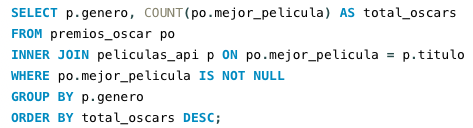 SELECT p.genero, COUNT(po.mejor_pelicula) AS total_oscars
FROM premios_oscar po
INNER JOIN peliculas_api p ON po.mejor_pelicula = p.titulo
WHERE po.mejor_pelicula IS NOT NULL
GROUP BY p.genero
ORDER BY total_oscars DESC;